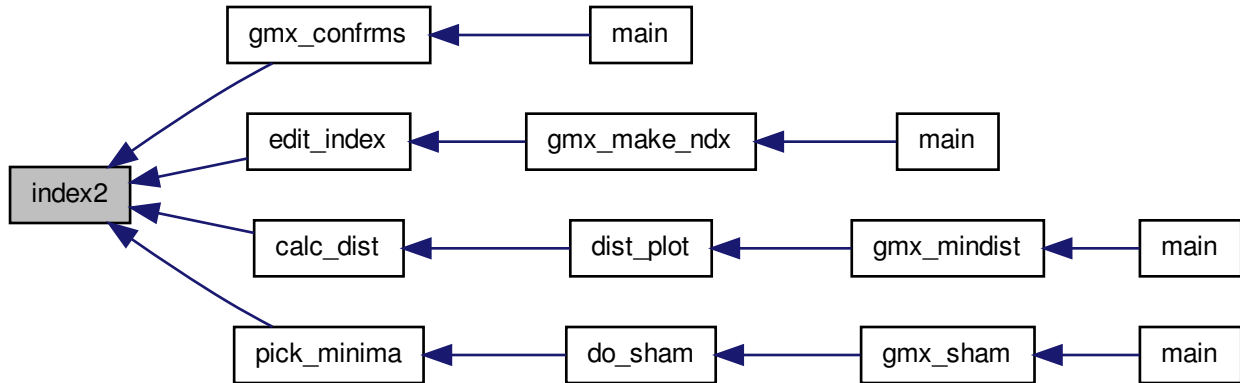 gmx_confrms main
edit_index gmx_make_ndx main
index2
calc_dist dist_plot gmx_mindist main
pick_minima do_sham gmx_sham main